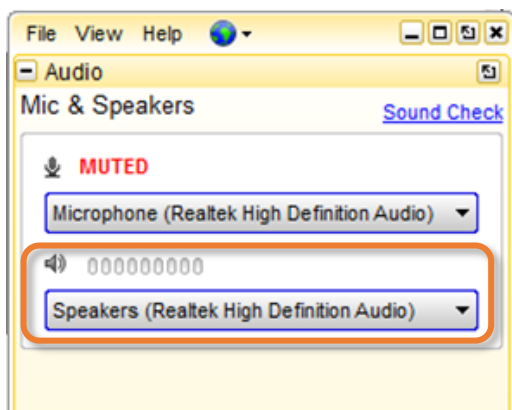 File View Help
Audio
Mic & Speakers
Sound Check
MUTED
Microphone (Realtek High Definition Audio)
000000000
Speakers (Realtek High Definition Audio)